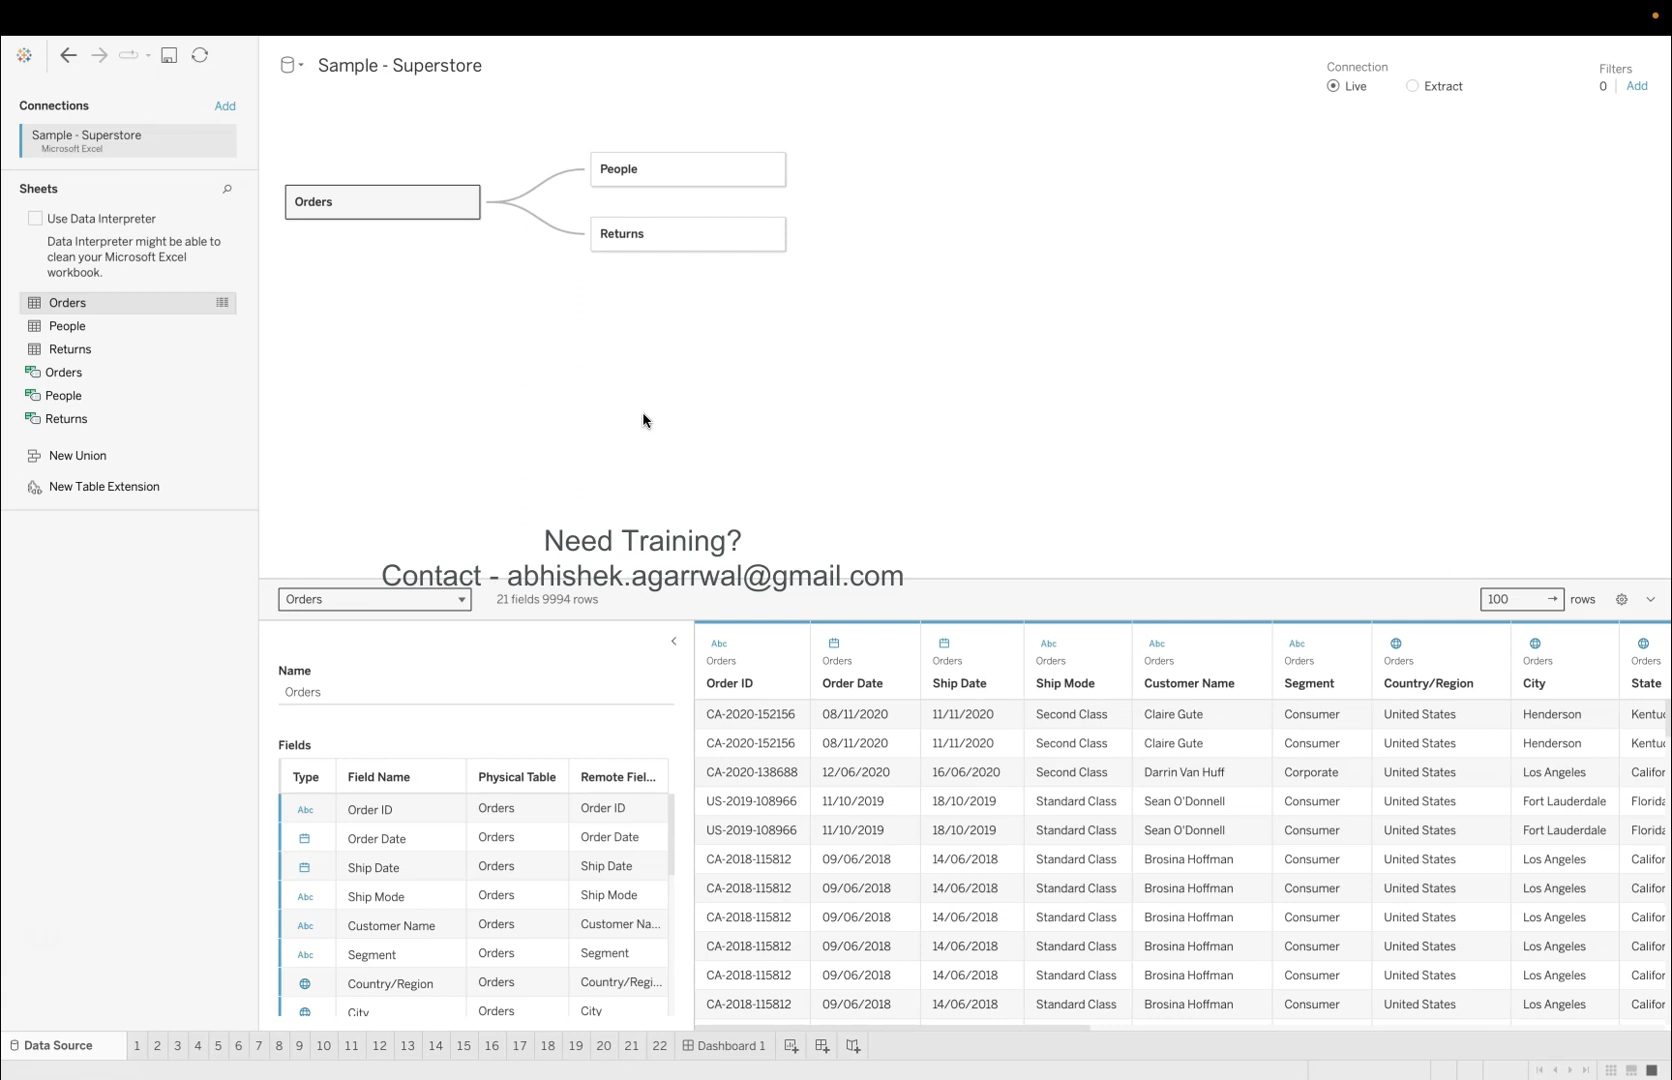 Sample - Superstore
Connection
Live
Extract
Filters
0 | Add
Connections Add
Sample - Superstore
Microsoft Excel
Sheets
Use Data Interpreter
Data Interpreter might be able to
clean your Microsoft Excel
workbook.
Orders
People
Returns
Orders
People
Returns
New Union
New Table Extension
Orders
People
Returns
Need Training?
Contact - abhishek.agarrwal@gmail.com
Orders 21 fields 9994 rows 100 → rows
Name
Orders
Fields
Type Field Name Physical Table Remote Fiel...
Abc Order ID Orders Order ID
Order Date Orders Order Date
Ship Date Orders Ship Date
Abc Ship Mode Orders Ship Mode
Abc Customer Name Orders Customer Na...
Abc Segment Orders Segment
Country/Region Orders Country/Regi...
City Orders City
Abc Abc Abc Abc
Orders Orders Orders Orders Orders Orders Orders Orders Orders
Order ID Order Date Ship Date Ship Mode Customer Name Segment Country/Region City State
CA-2020-152156 08/11/2020 11/11/2020 Second Class Claire Gute Consumer United States Henderson Kentuc
CA-2020-152156 08/11/2020 11/11/2020 Second Class Claire Gute Consumer United States Henderson Kentuc
CA-2020-138688 12/06/2020 16/06/2020 Second Class Darrin Van Huff Corporate United States Los Angeles Califor
US-2019-108966 11/10/2019 18/10/2019 Standard Class Sean O'Donnell Consumer United States Fort Lauderdale Florida
US-2019-108966 11/10/2019 18/10/2019 Standard Class Sean O'Donnell Consumer United States Fort Lauderdale Florida
CA-2018-115812 09/06/2018 14/06/2018 Standard Class Brosina Hoffman Consumer United States Los Angeles Califor
CA-2018-115812 09/06/2018 14/06/2018 Standard Class Brosina Hoffman Consumer United States Los Angeles Califor
CA-2018-115812 09/06/2018 14/06/2018 Standard Class Brosina Hoffman Consumer United States Los Angeles Califor
CA-2018-115812 09/06/2018 14/06/2018 Standard Class Brosina Hoffman Consumer United States Los Angeles Califor
CA-2018-115812 09/06/2018 14/06/2018 Standard Class Brosina Hoffman Consumer United States Los Angeles Califor
CA-2018-115812 09/06/2018 14/06/2018 Standard Class Brosina Hoffman Consumer United States Los Angeles Califor
Data Source 1 2 3 4 5 6 7 8 9 10 11 12 13 14 15 16 17 18 19 20 21 22 Dashboard 1